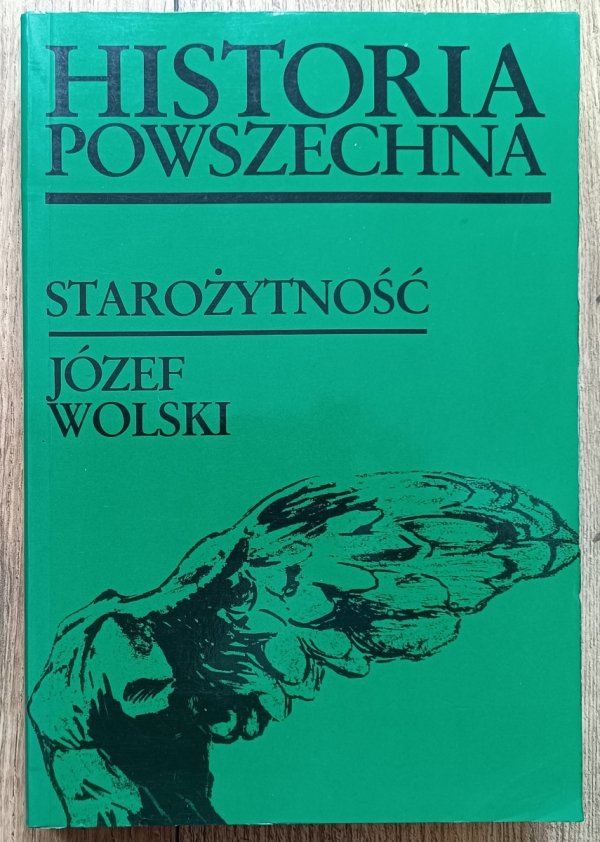 HISTORIA
POWSZECHNA
STAROŻYTNOŚĆ
JÓZEF
WOLSKI